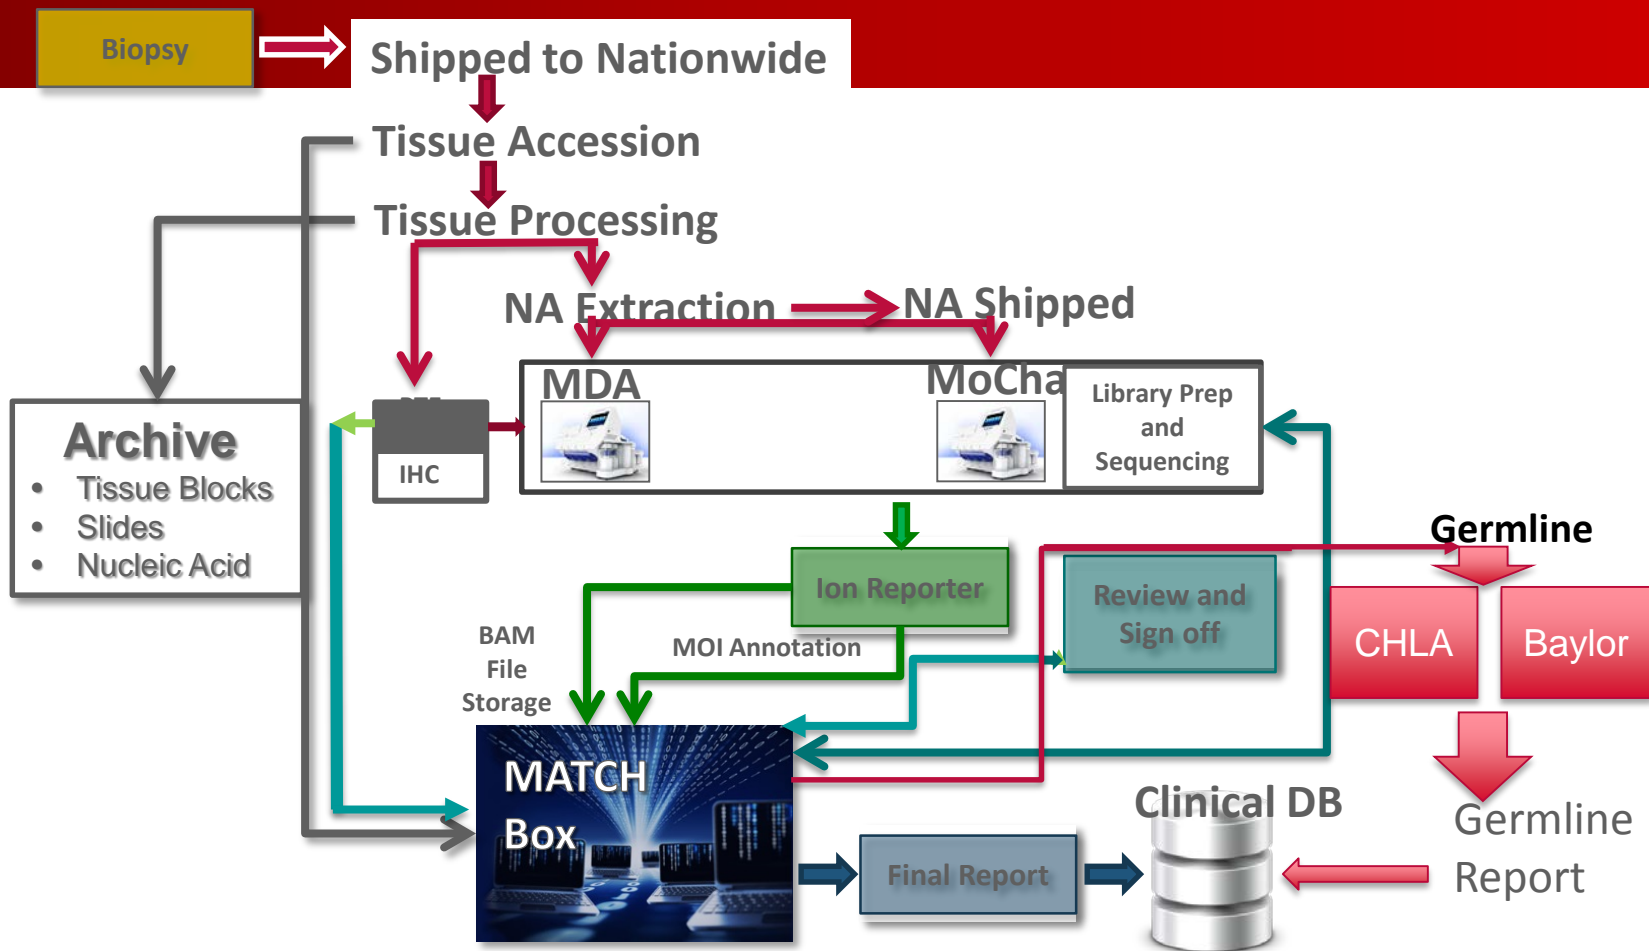 Biopsy
Shipped to Nationwide
Tissue Accession
Tissue Processing
NA Extraction
NA Shipped
MDA
MoCha
Library Prep
and
Sequencing
IHC
Archive
• Tissue Blocks
• Slides
• Nucleic Acid
Germline
Ion Reporter
Review and
Sign off
CHLA
Baylor
BAM
File
Storage
MOI Annotation
MATCH
Box
Clinical DB
Final Report
Germline
Report